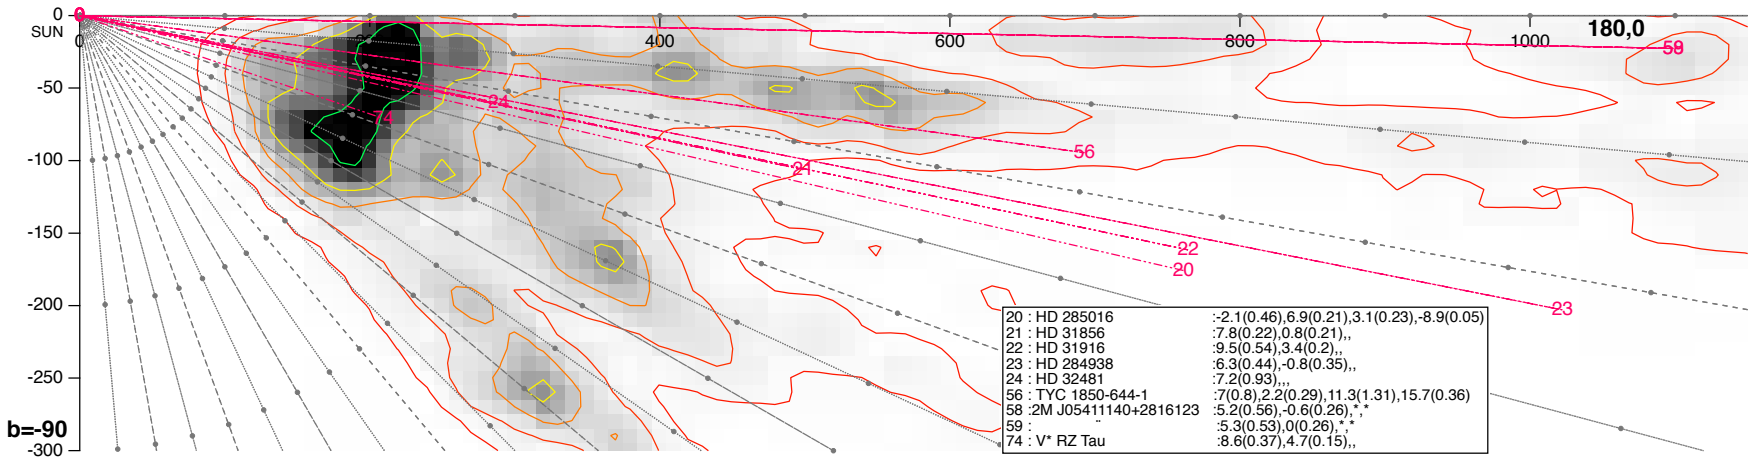 0
SUN
0
0
400
600
800
1000
180,0
-50
-100
-150
-200
-250
-300
b=-90
59
24
74
56
21
22
20
23
20 : HD 285016 :-2.1(0.46),6.9(0.21),3.1(0.23),-8.9(0.05)
21 : HD 31856 :7.8(0.22),0.8(0.21),,
22 : HD 31916 :9.5(0.54),3.4(0.2),,
23 : HD 284938 :6.3(0.44),-0.8(0.35),,
24 : HD 32481 :7.2(0.93),,,
56 : TYC 1850-644-1 :7(0.8),2.2(0.29),11.3(1.31),15.7(0.36)
58 :2M J05411140+2816123 :5.2(0.56),-0.6(0.26),*,*
59 : " :5.3(0.53),0(0.26),*,*
74 : V* RZ Tau :8.6(0.37),4.7(0.15),,